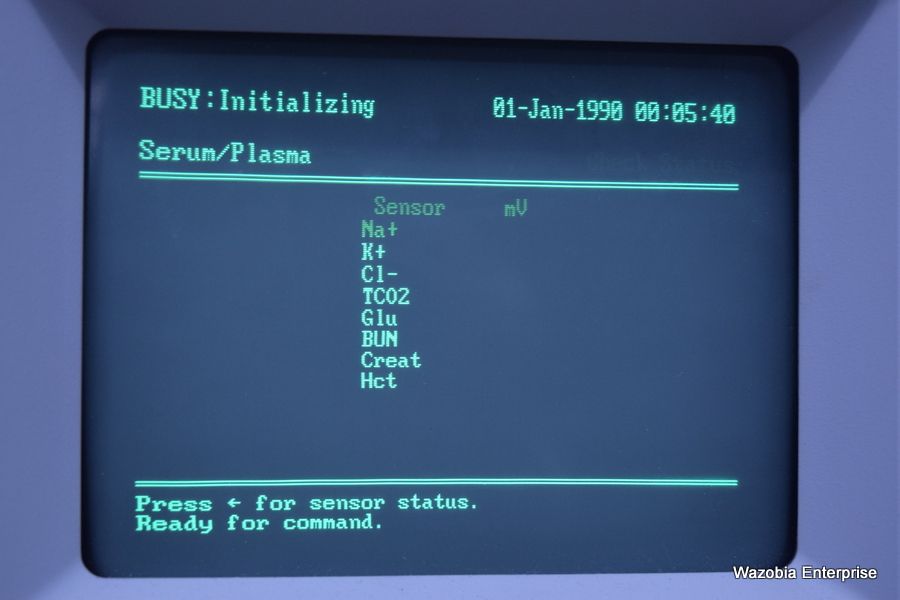 BUSY:Initializing 01-Jan-1990 00:05:40
Serum/Plasma
Sensor mV
Na+
K+
Cl-
TCO2
Glu
BUN
Creat
Hct
Press ← for sensor status.
Ready for command.
Wazobia Enterprise